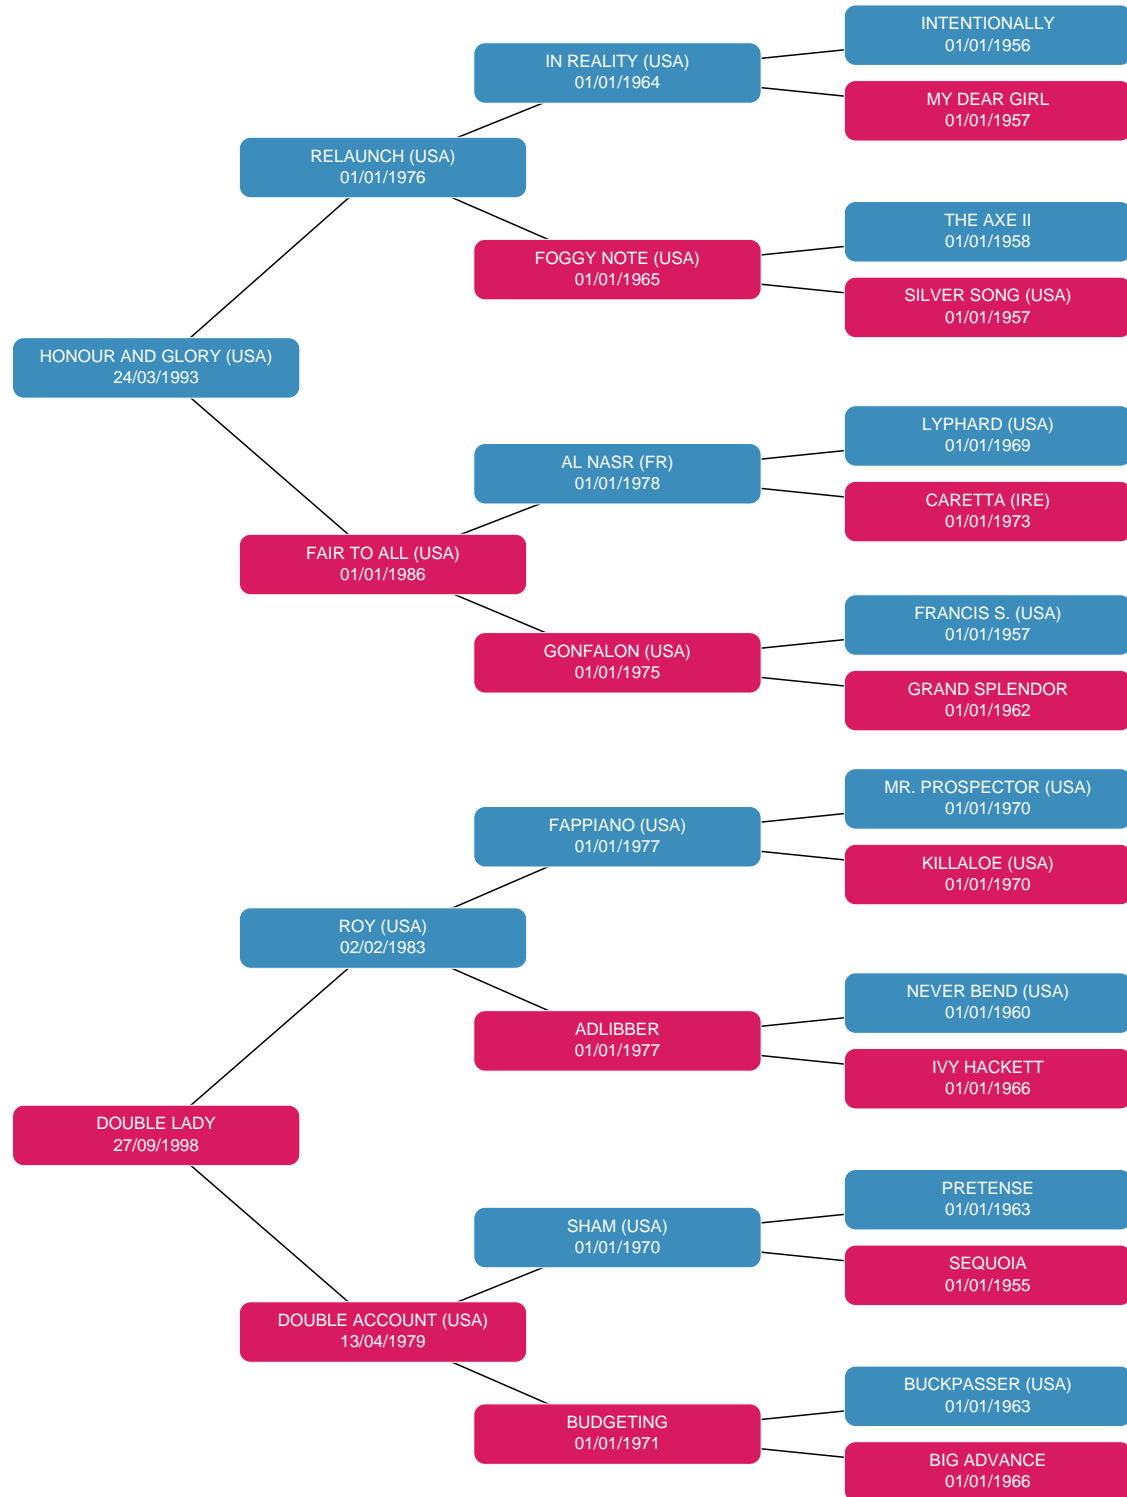 INTENTIONALLY
01/01/1956
IN REALITY (USA)
01/01/1964
MY DEAR GIRL
01/01/1957
RELAUNCH (USA)
01/01/1976
THE AXE II
01/01/1958
FOGGY NOTE (USA)
01/01/1965
SILVER SONG (USA)
01/01/1957
HONOUR AND GLORY (USA)
24/03/1993
LYPHARD (USA)
01/01/1969
AL NASR (FR)
01/01/1978
CARETTA (IRE)
01/01/1973
FAIR TO ALL (USA)
01/01/1986
FRANCIS S. (USA)
01/01/1957
GONFALON (USA)
01/01/1975
GRAND SPLENDOR
01/01/1962
MR. PROSPECTOR (USA)
01/01/1970
FAPPIANO (USA)
01/01/1977
KILLALOE (USA)
01/01/1970
ROY (USA)
02/02/1983
NEVER BEND (USA)
01/01/1960
ADLIBBER
01/01/1977
IVY HACKETT
01/01/1966
DOUBLE LADY
27/09/1998
PRETENSE
01/01/1963
SHAM (USA)
01/01/1970
SEQUOIA
01/01/1955
DOUBLE ACCOUNT (USA)
13/04/1979
BUCKPASSER (USA)
01/01/1963
BUDGETING
01/01/1971
BIG ADVANCE
01/01/1966